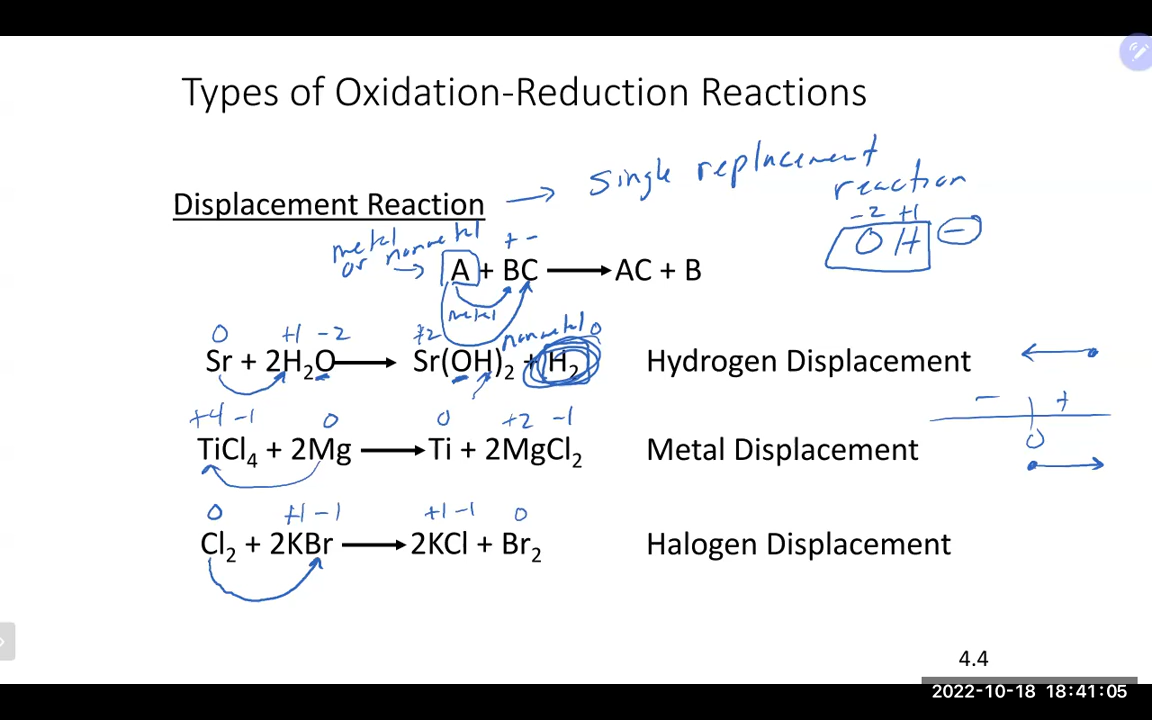 Types of Oxidation-Reduction Reactions
single replacement
reaction
Displacement Reaction
-2 +1
OH -
metal
or nonmetal
+ -
A + BC → AC + B
metal
nonmetal
0 +1 -2 +2 0
Sr + 2H₂O → Sr(OH)₂ + H₂ Hydrogen Displacement
- +
0
+4 -1 0 0 +2 -1
TiCl₄ + 2Mg → Ti + 2MgCl₂ Metal Displacement
0 +1 -1 +1 -1 0
Cl₂ + 2KBr → 2KCl + Br₂ Halogen Displacement
4.4
2022-10-18 18:41:05